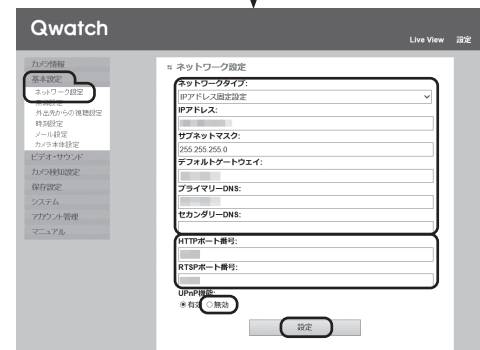 Qwatch
Live View 設定
カメラ情報
基本設定
ネットワーク設定
外出先からの視聴設定
時刻設定
メール設定
カメラ本体設定
ビデオ・サウンド
カメラ検知設定
保存設定
システム
アカウント管理
マニュアル
ネットワーク設定
ネットワークタイプ:
IPアドレス固定設定
IPアドレス:
サブネットマスク:
255.255.255.0
デフォルトゲートウェイ:
プライマリーDNS:
セカンダリーDNS:
HTTPポート番号:
RTSPポート番号:
UPnP機能:
有効 無効
設定